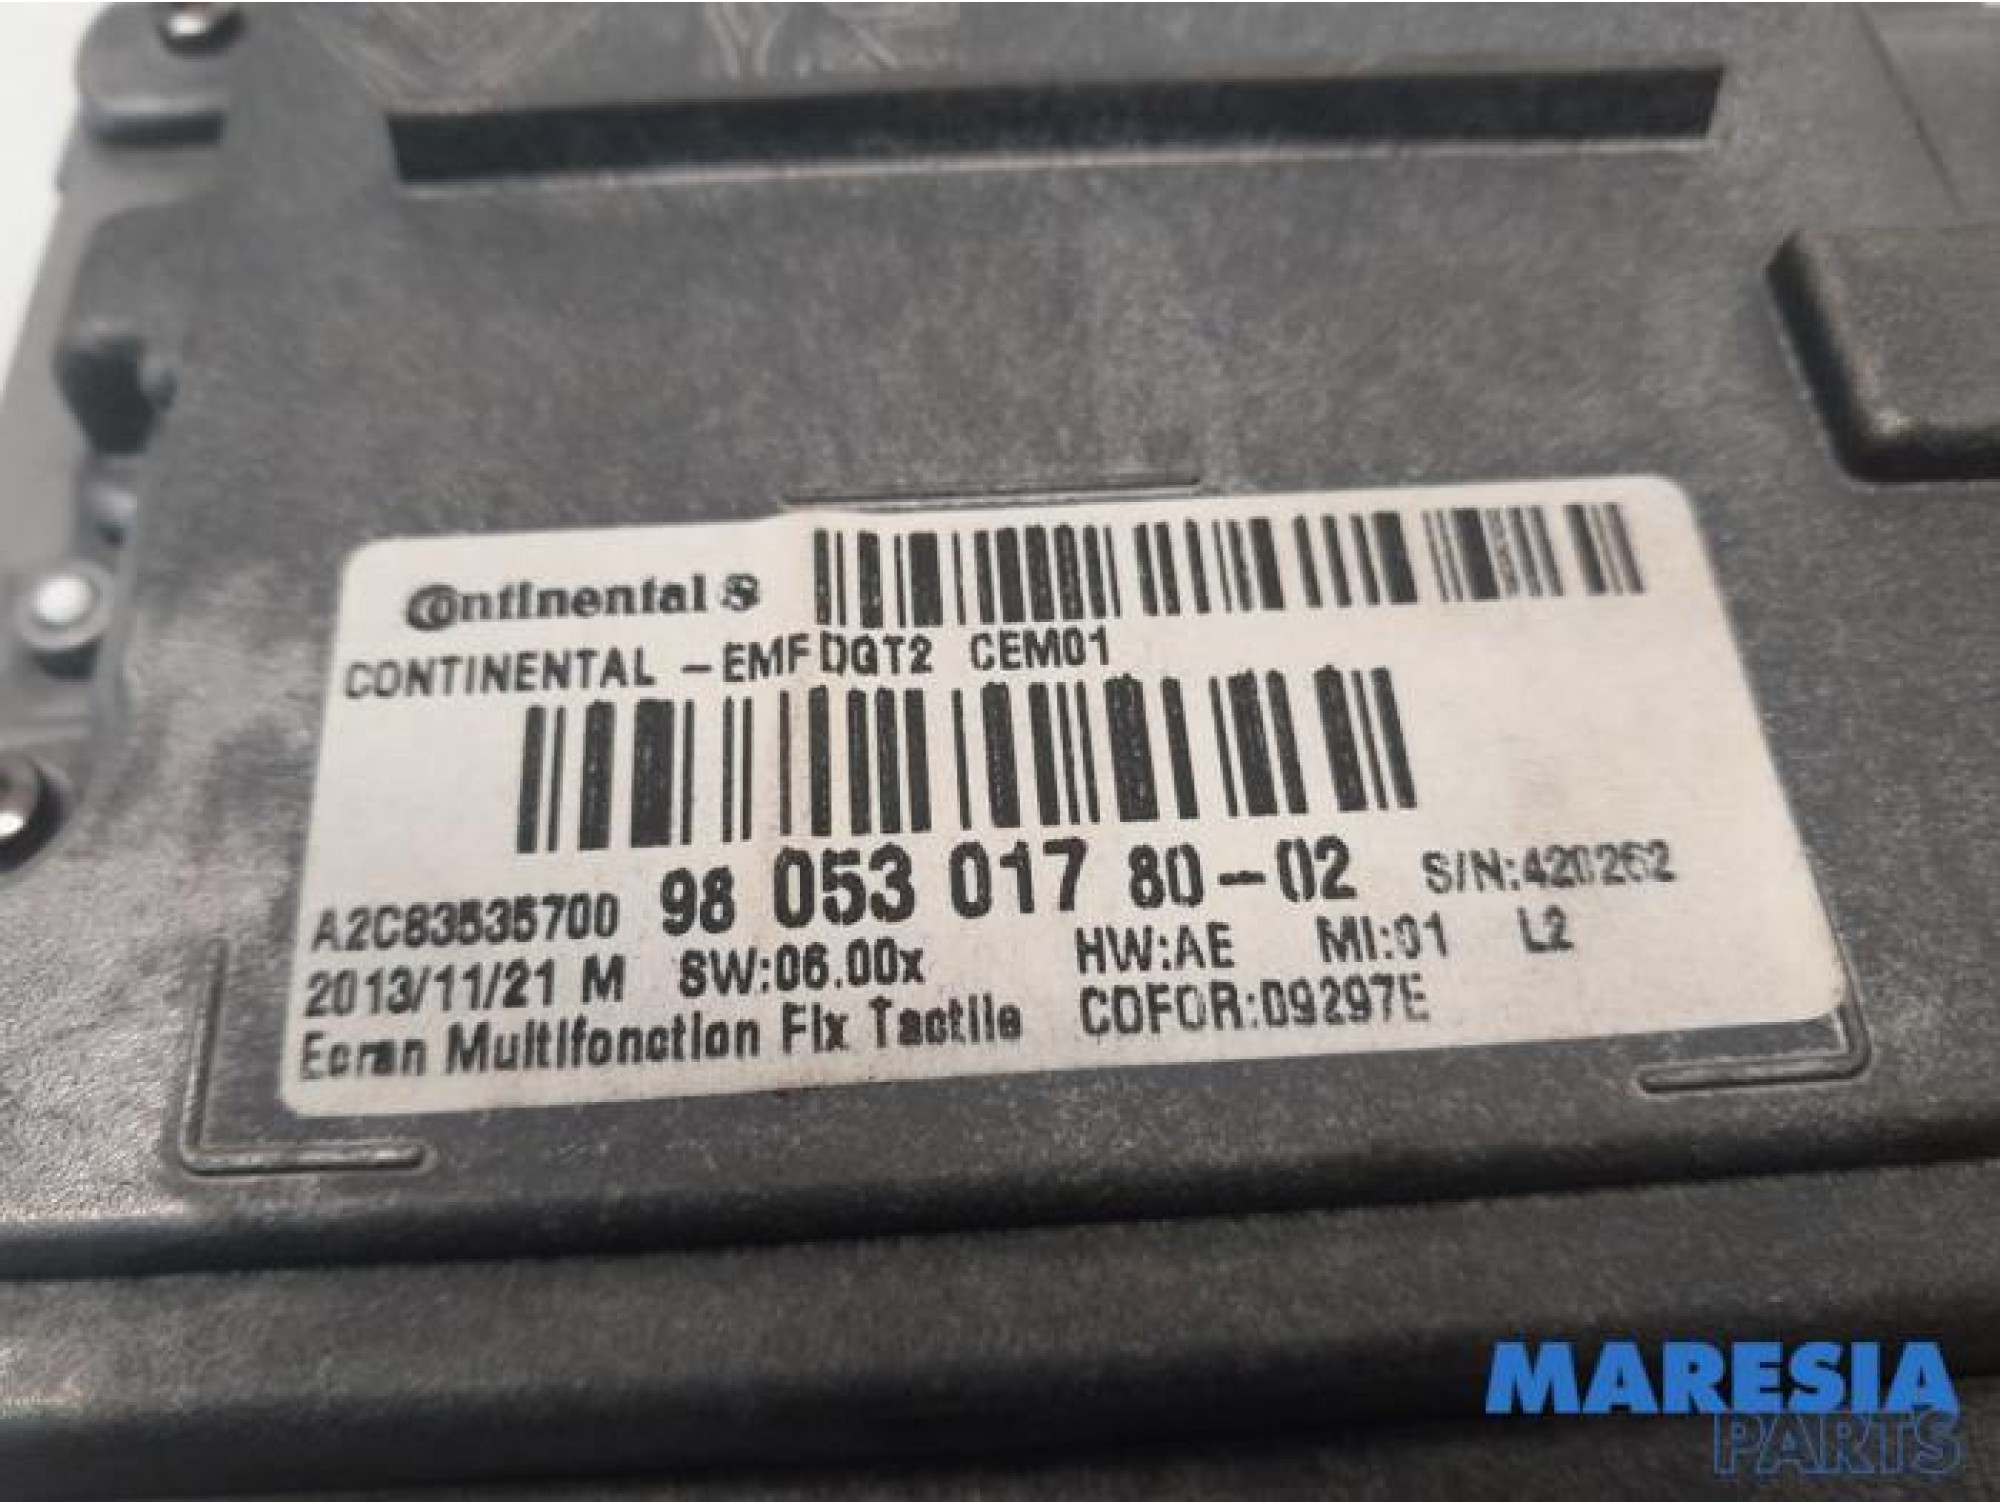 Continental
CONTINENTAL -EMF DGT2 CEM01
A2C83535700 98 053 017 80-02 S/N:420262
2013/11/21 M SW:06.00x HW:AE MI:01 L2
Ecran Multifonction Fix Tactile COFOR:09297E
MARESIA
PARTS